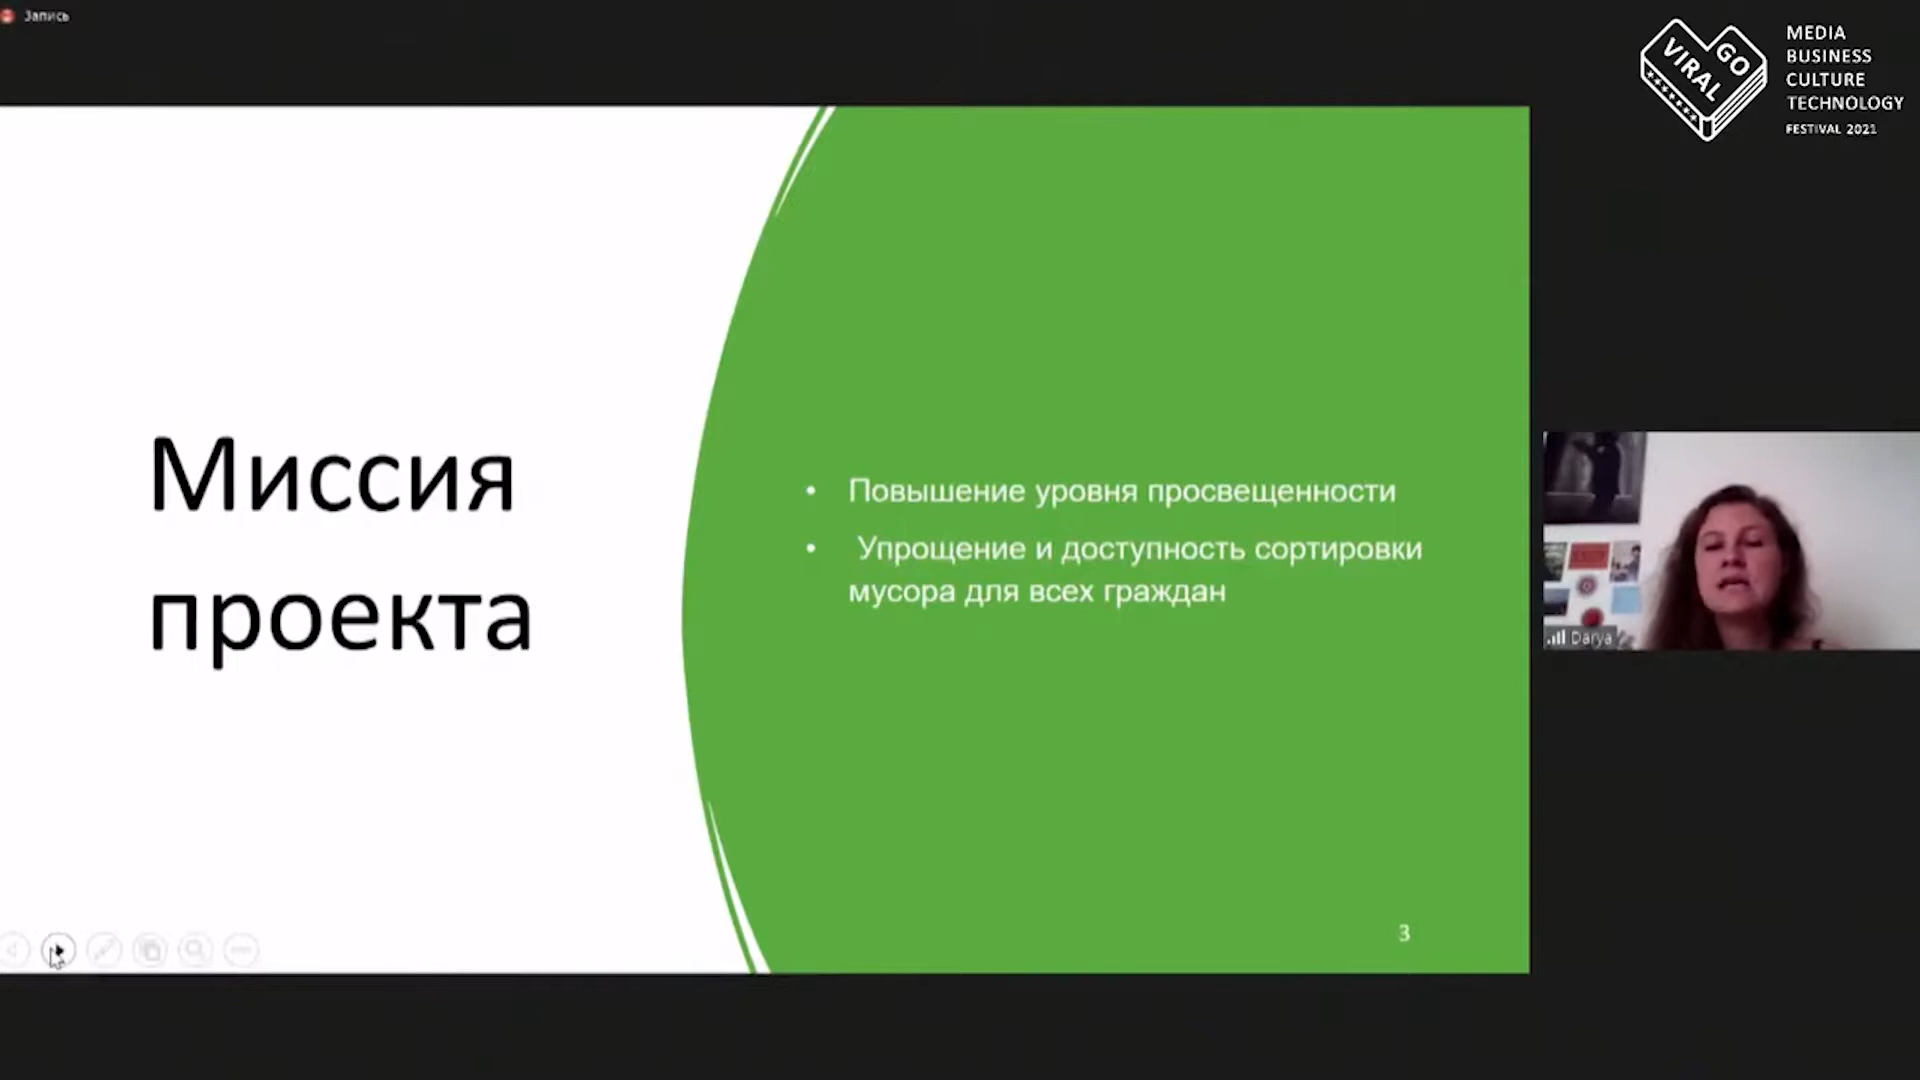 Запись
VIRAL
GO
MEDIA
BUSINESS
CULTURE
TECHNOLOGY
FESTIVAL 2021
Миссия
проекта
• Повышение уровня просвещенности
• Упрощение и доступность сортировки
мусора для всех граждан
Darya
3